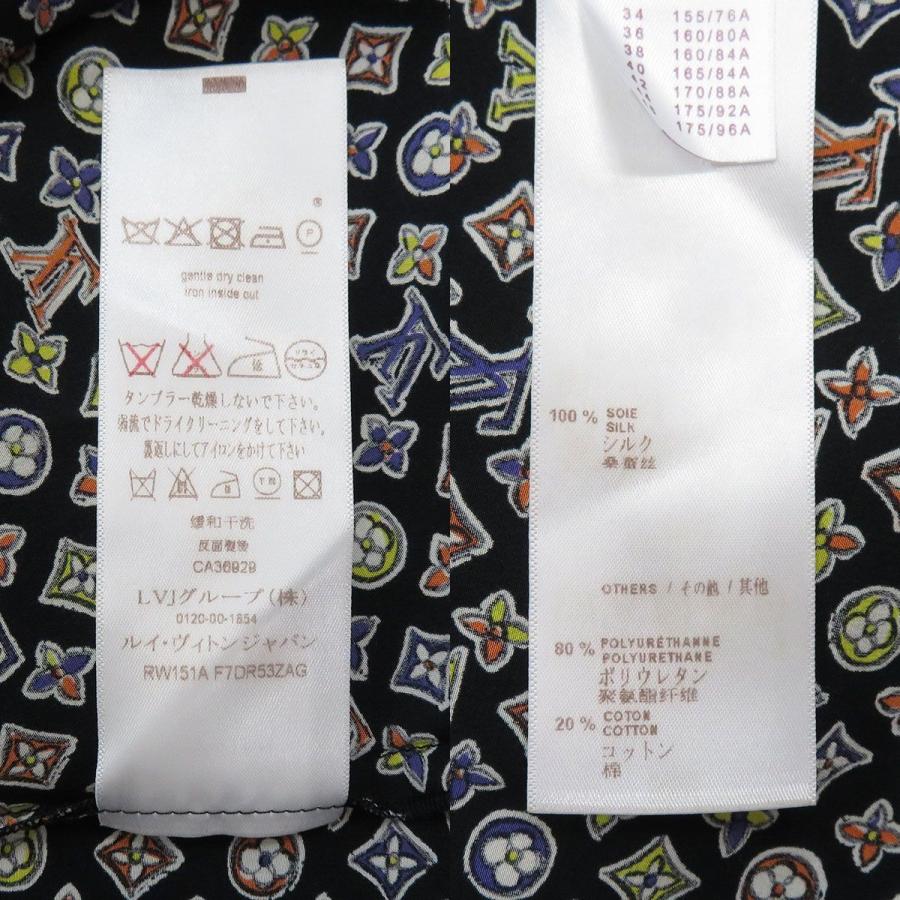 gentle dry clean
iron inside out
タンブラー乾燥しないで下さい。
溶液でドライクリーニングをして下さい。
裏返しにしてアイロンをかけて下さい
缓和干洗
反面熨烫
CA36929
LVJグループ(株)
0120-00-1854
ルイ・ヴィトンジャパン
RW151A F7DR53ZAG
34 155/76A
36 160/80A
38 160/84A
40 165/84A
170/88A
175/92A
175/96A
100 % SOIE
SILK
シルク
桑蚕丝
OTHERS / その他 / 其他
80 % POLYURÉTHANNE
POLYURETHANE
ポリウレタン
聚氨酯纤维
20 % COTON
COTTON
コットン
棉